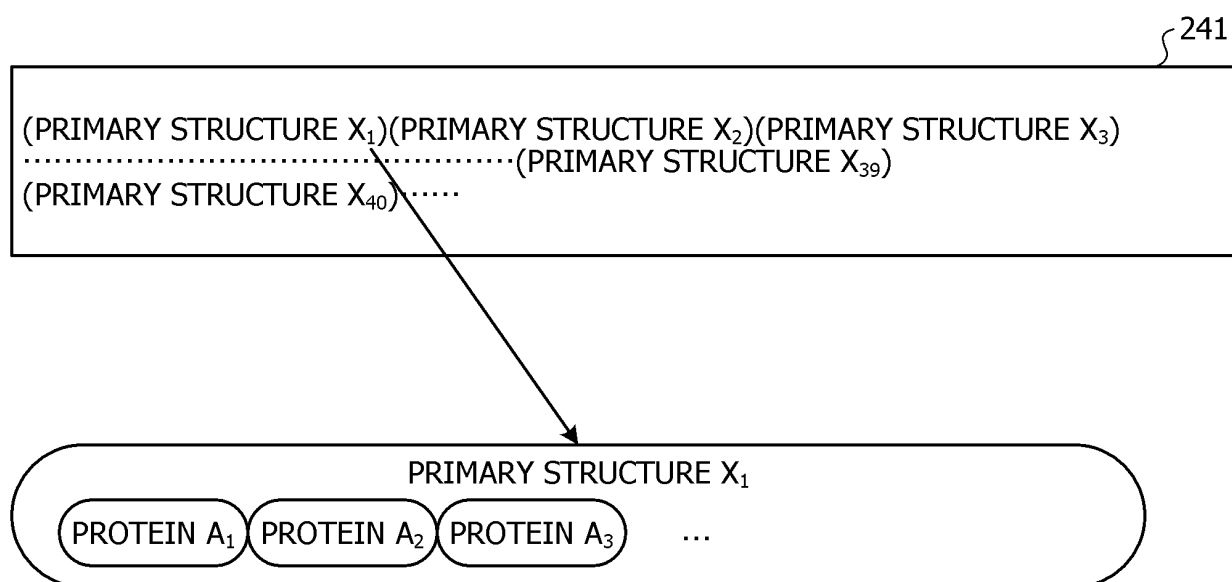 241
(PRIMARY STRUCTURE X₁)(PRIMARY STRUCTURE X₂)(PRIMARY STRUCTURE X₃)
················································(PRIMARY STRUCTURE X₃₉)
(PRIMARY STRUCTURE X₄₀)······
PRIMARY STRUCTURE X₁
PROTEIN A₁ PROTEIN A₂ PROTEIN A₃ ···